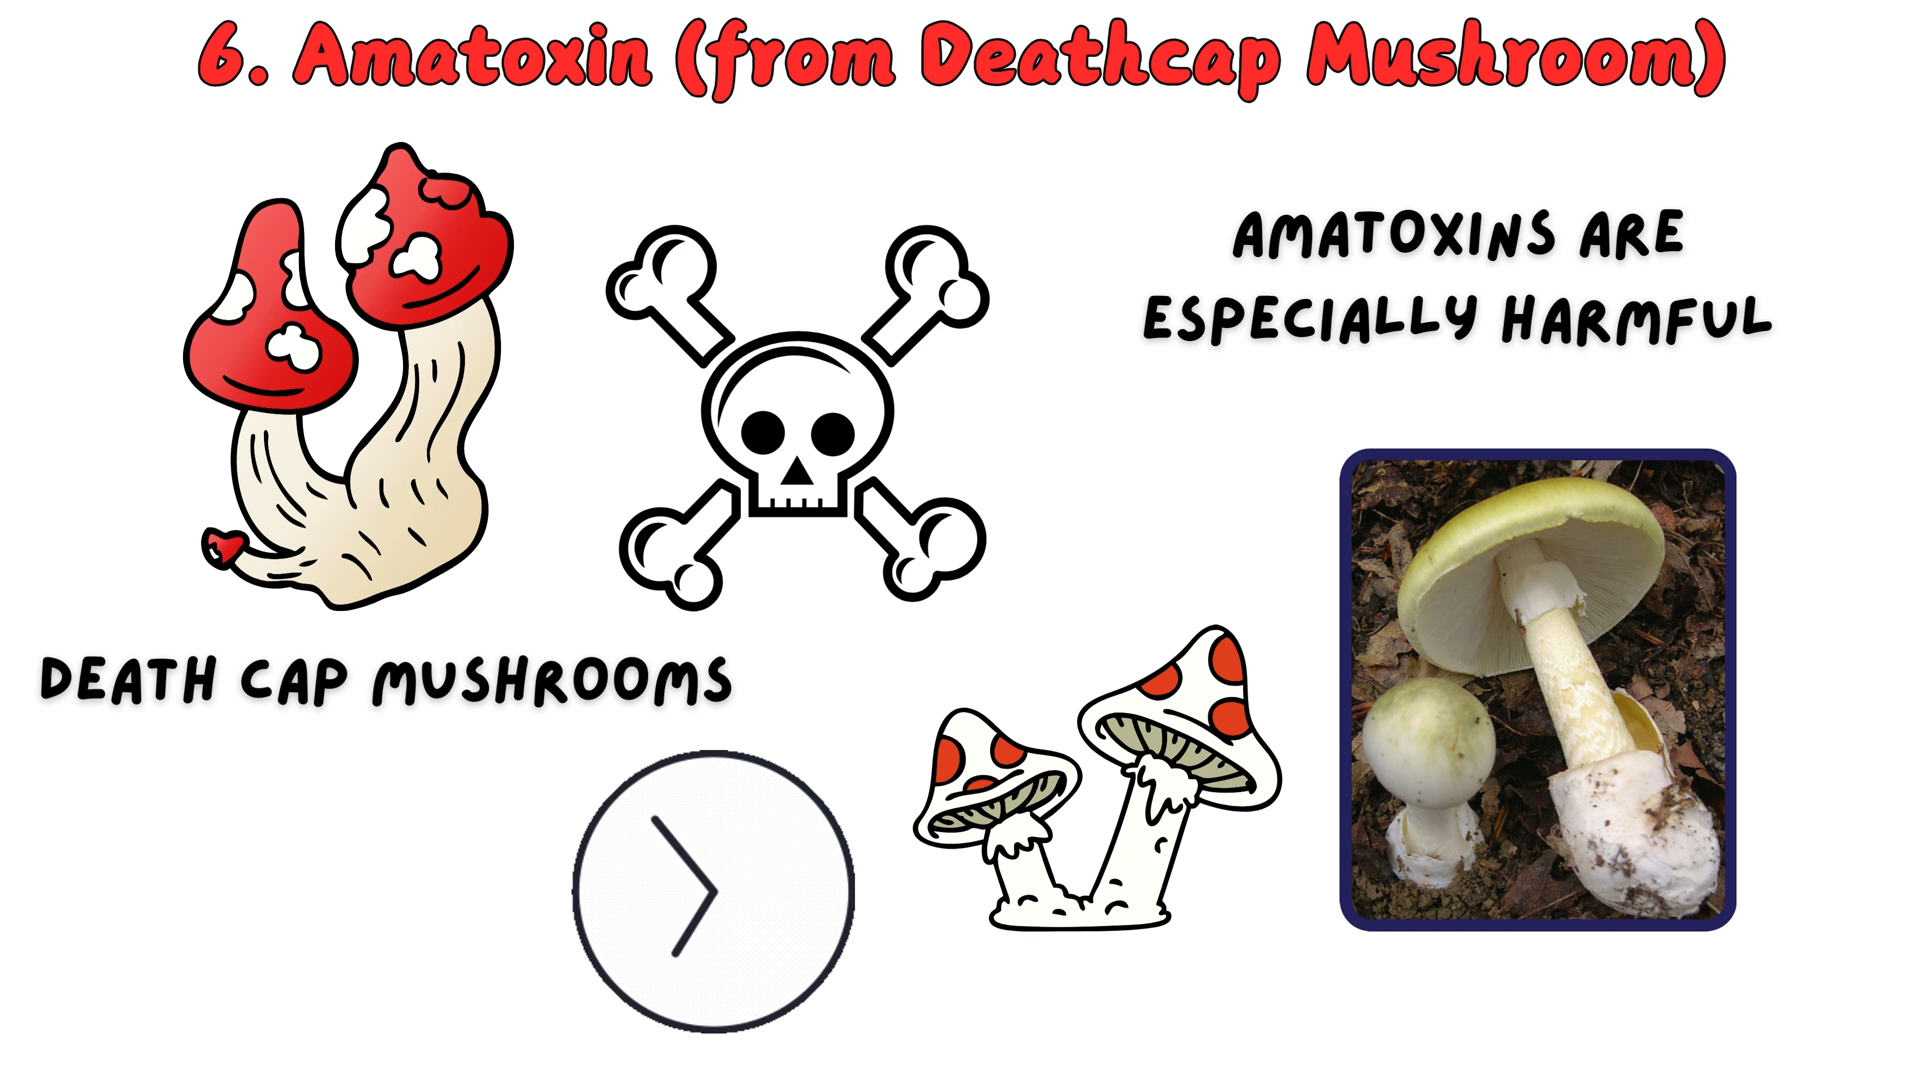 6. Amatoxin (from Deathcap Mushroom)
AMATOXINS ARE
ESPECIALLY HARMFUL
DEATH CAP MUSHROOMS